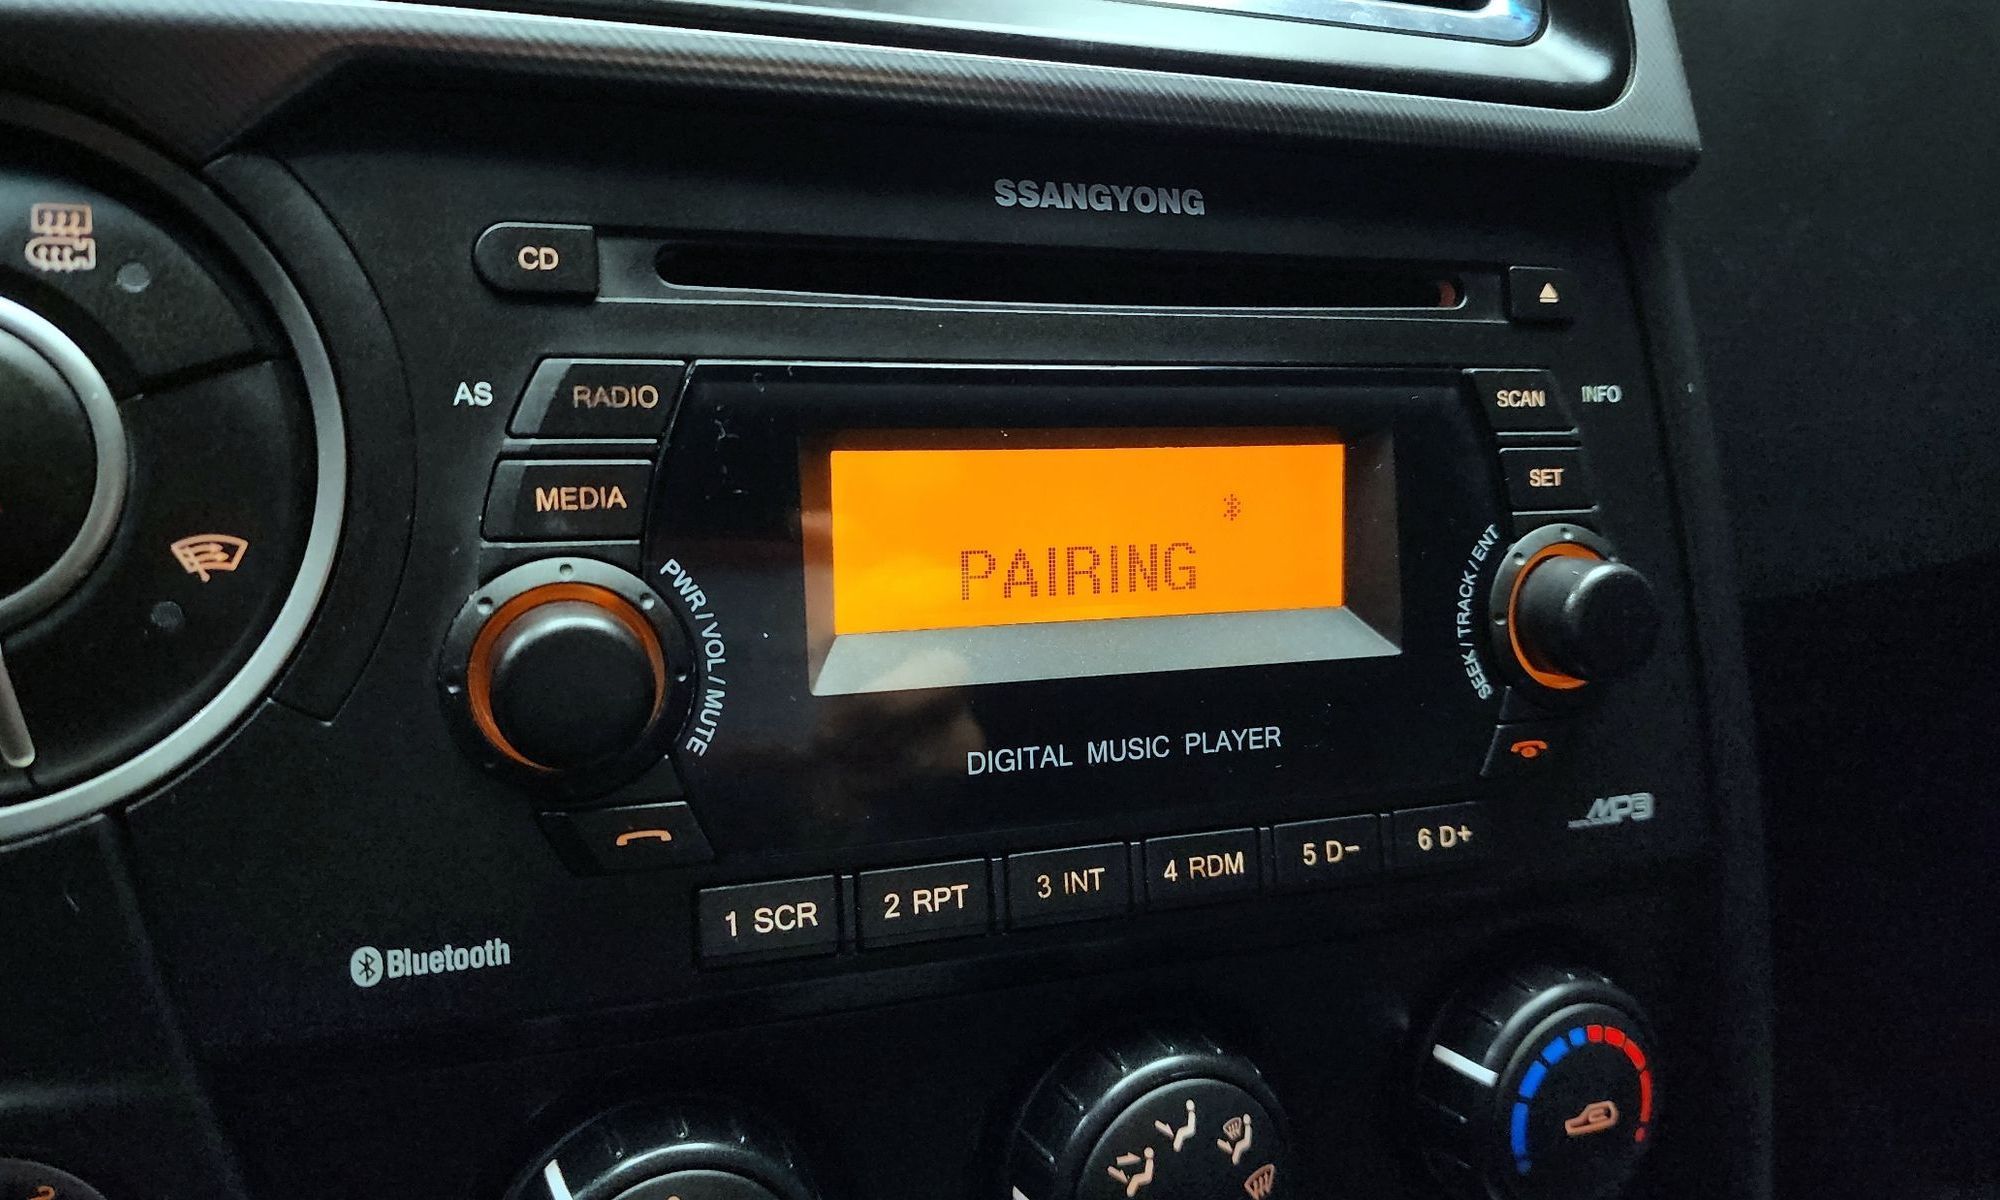 SSANGYONG
CD
AS RADIO
SCAN INFO
MEDIA
SET
PAIRING
PWR / VOL / MUTE
SEEK / TRACK / ENT
DIGITAL MUSIC PLAYER
MP3
1 SCR 2 RPT 3 INT 4 RDM 5 D− 6 D+
Bluetooth